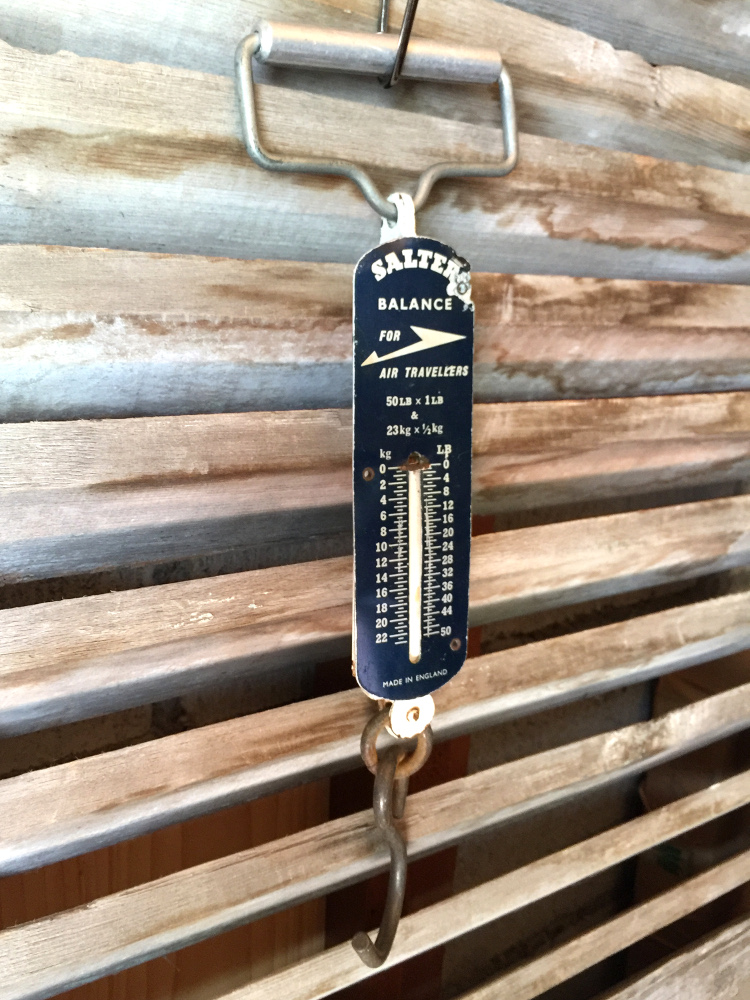 SALTER
BALANCE
FOR
AIR TRAVELLERS
50LB × 1LB
&
23kg × ½kg
kg LB
0 0
2 4
4 8
6 12
8 16
10 20
12 24
14 28
16 32
18 36
20 40
22 44
50
MADE IN ENGLAND